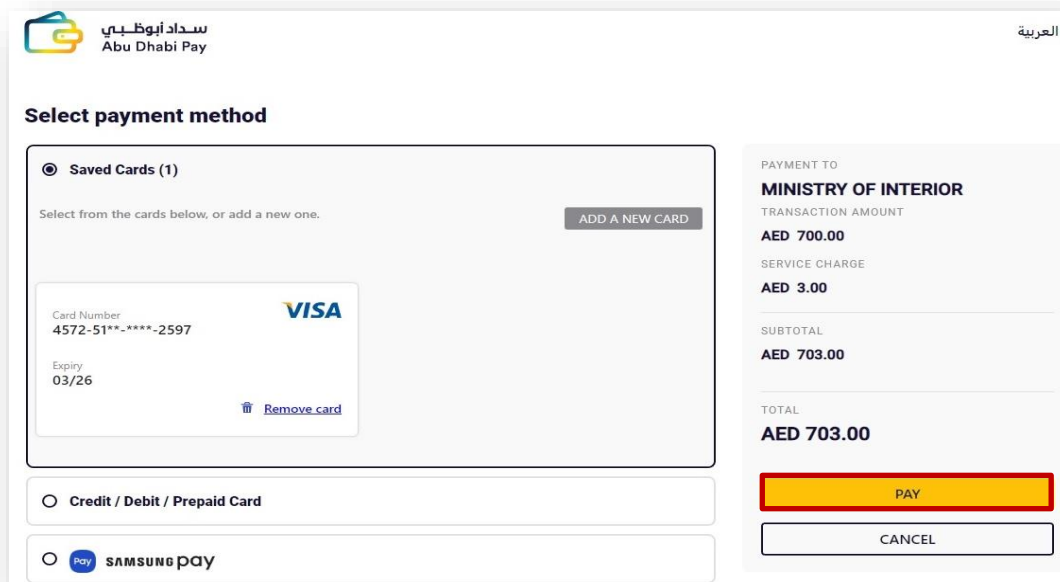 سـداد أبوظـبـي
Abu Dhabi Pay
العربية
Select payment method
Saved Cards (1)
Select from the cards below, or add a new one.
ADD A NEW CARD
VISA
Card Number
4572-51**-****-2597
Expiry
03/26
Remove card
Credit / Debit / Prepaid Card
Pay SAMSUNG pay
PAYMENT TO
MINISTRY OF INTERIOR
TRANSACTION AMOUNT
AED 700.00
SERVICE CHARGE
AED 3.00
SUBTOTAL
AED 703.00
TOTAL
AED 703.00
PAY
CANCEL